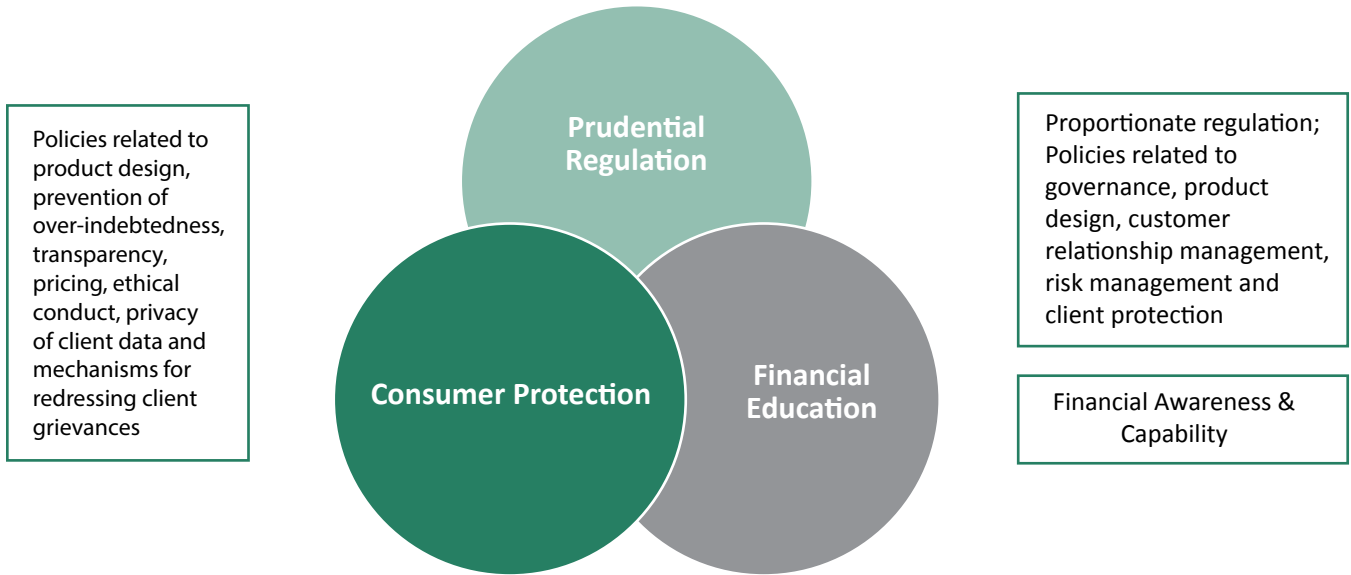 Policies related to
product design,
prevention of
over-indebtedness,
transparency,
pricing, ethical
conduct, privacy
of client data and
mechanisms for
redressing client
grievances
Prudential
Regulation
Consumer Protection
Financial
Education
Proportionate regulation;
Policies related to
governance, product
design, customer
relationship management,
risk management and
client protection
Financial Awareness &
Capability